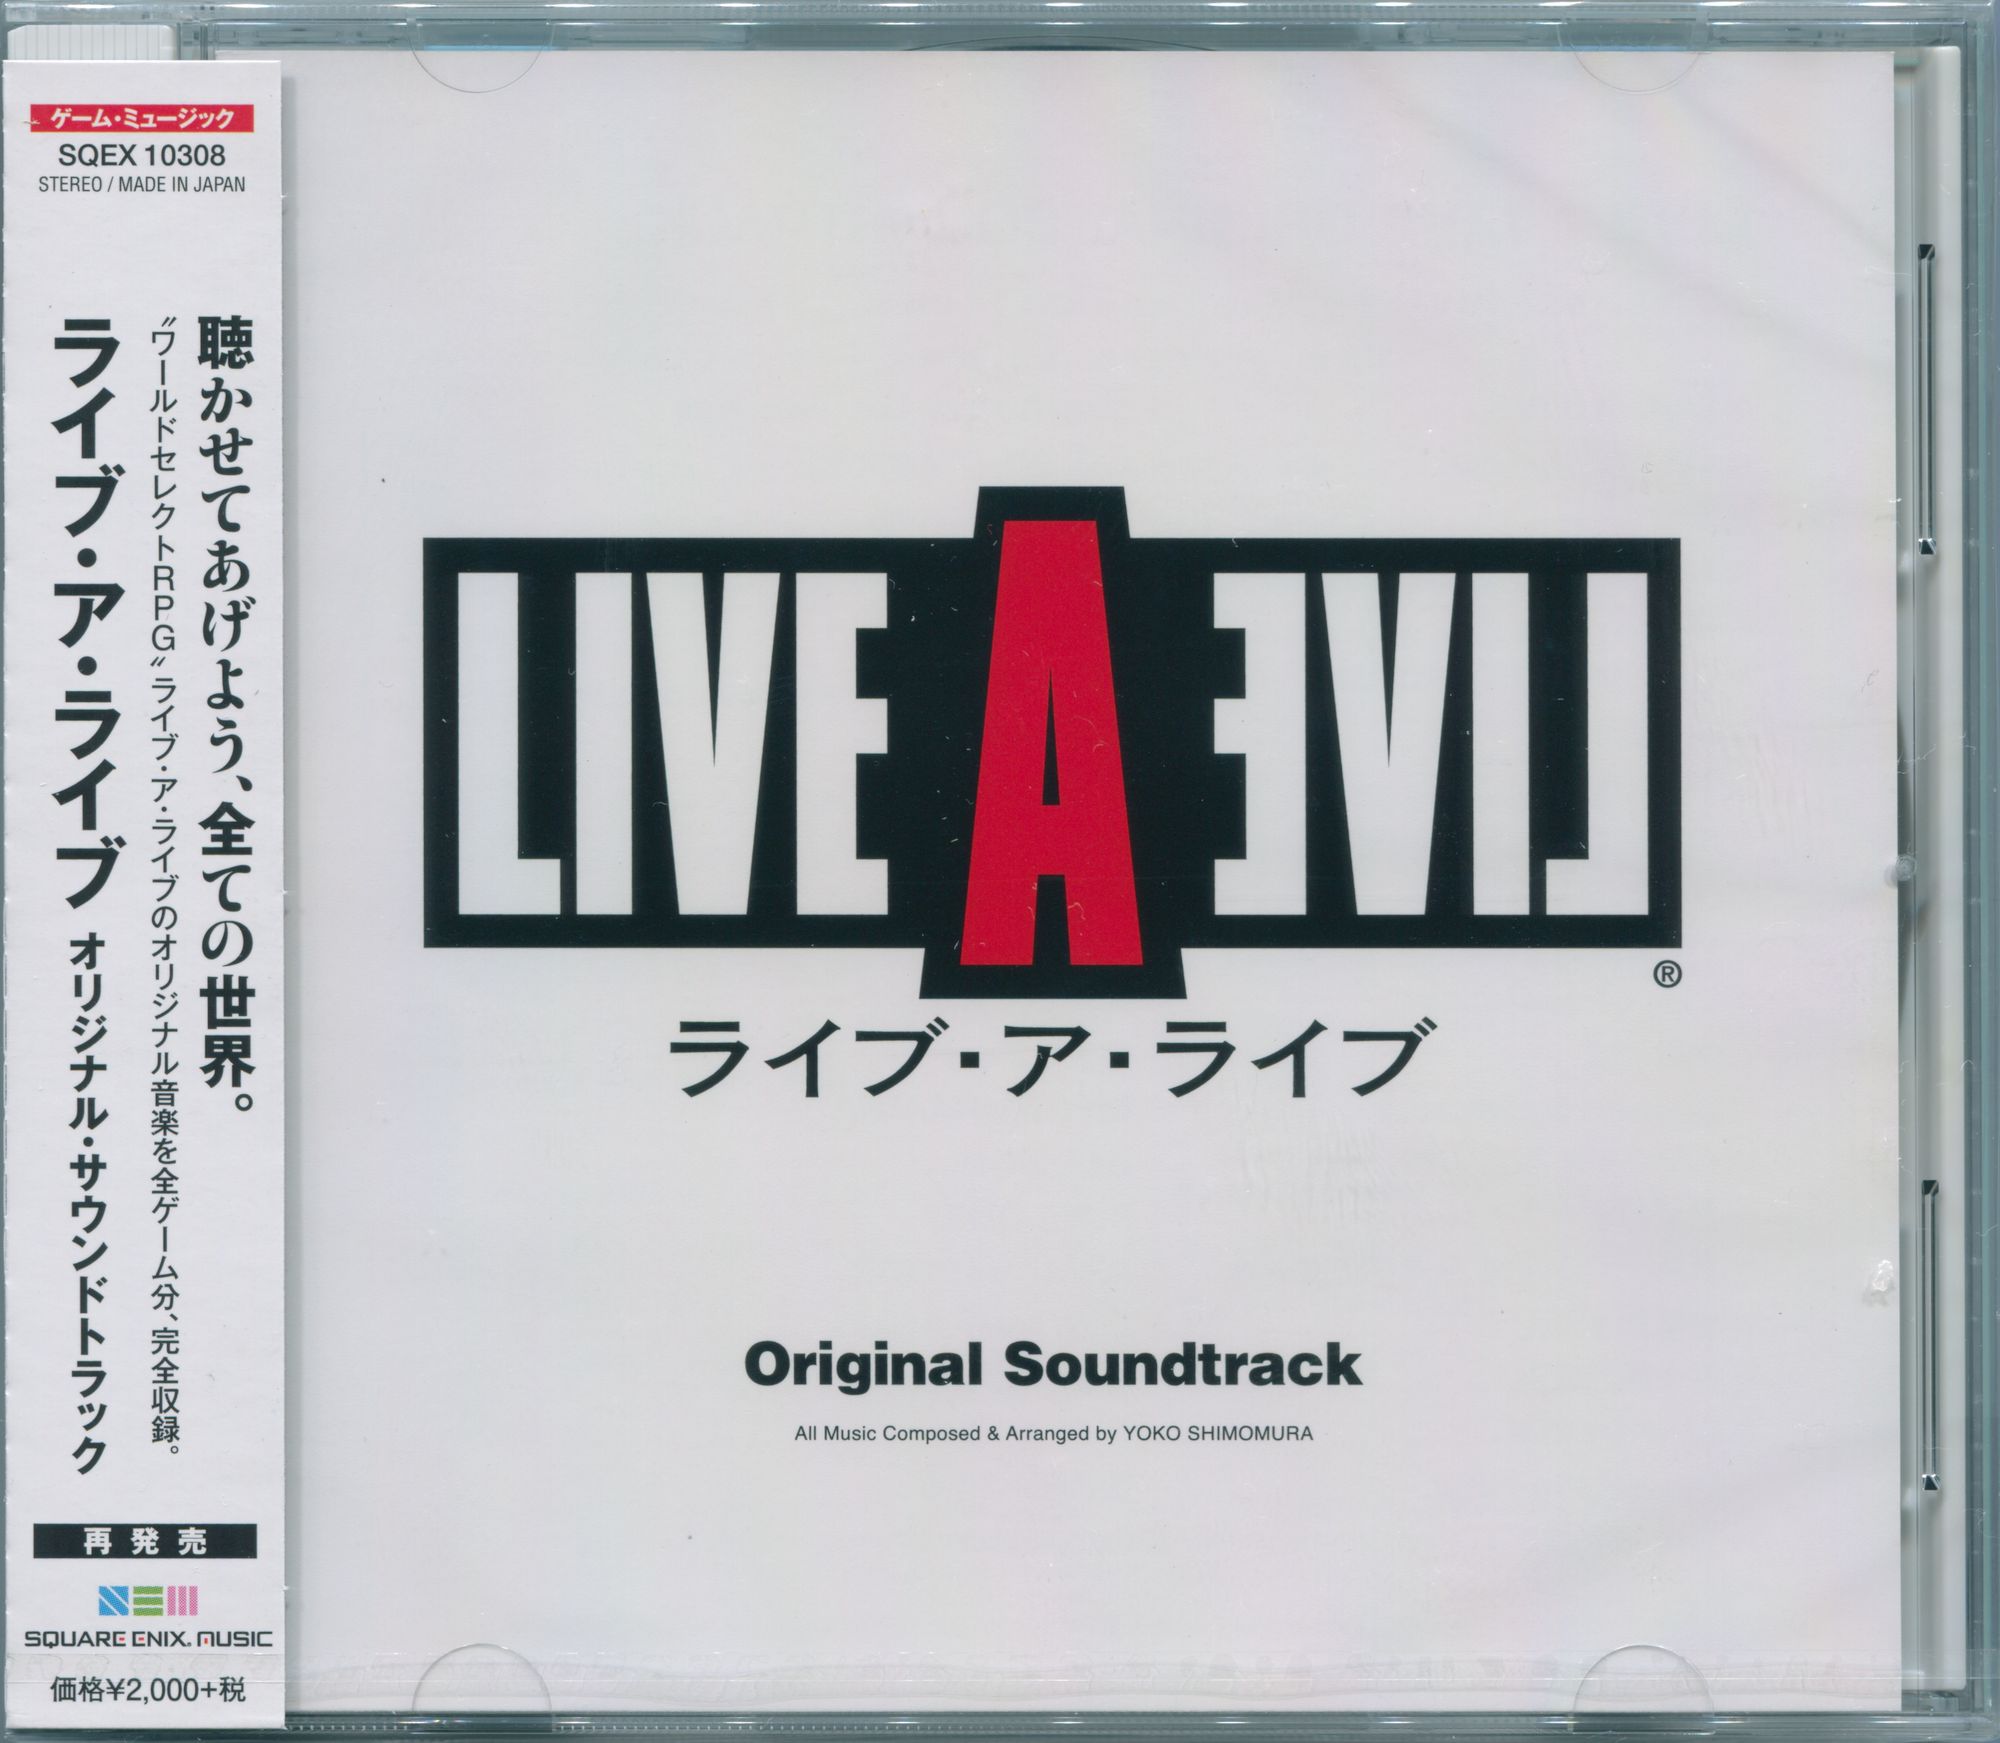 ゲーム・ミュージック
SQEX 10308
STEREO / MADE IN JAPAN
聴かせてあげよう、全ての世界。
〝ワールドセレクトRPG〟ライブ・ア・ライブのオリジナル音楽を全ゲーム分、完全収録。
ライブ・ア・ライブ オリジナル・サウンドトラック
再発売
SEM
SQUARE ENIX. MUSIC
価格¥2,000+税
LIVE A EVIL
®
ライブ・ア・ライブ
Original Soundtrack
All Music Composed & Arranged by YOKO SHIMOMURA